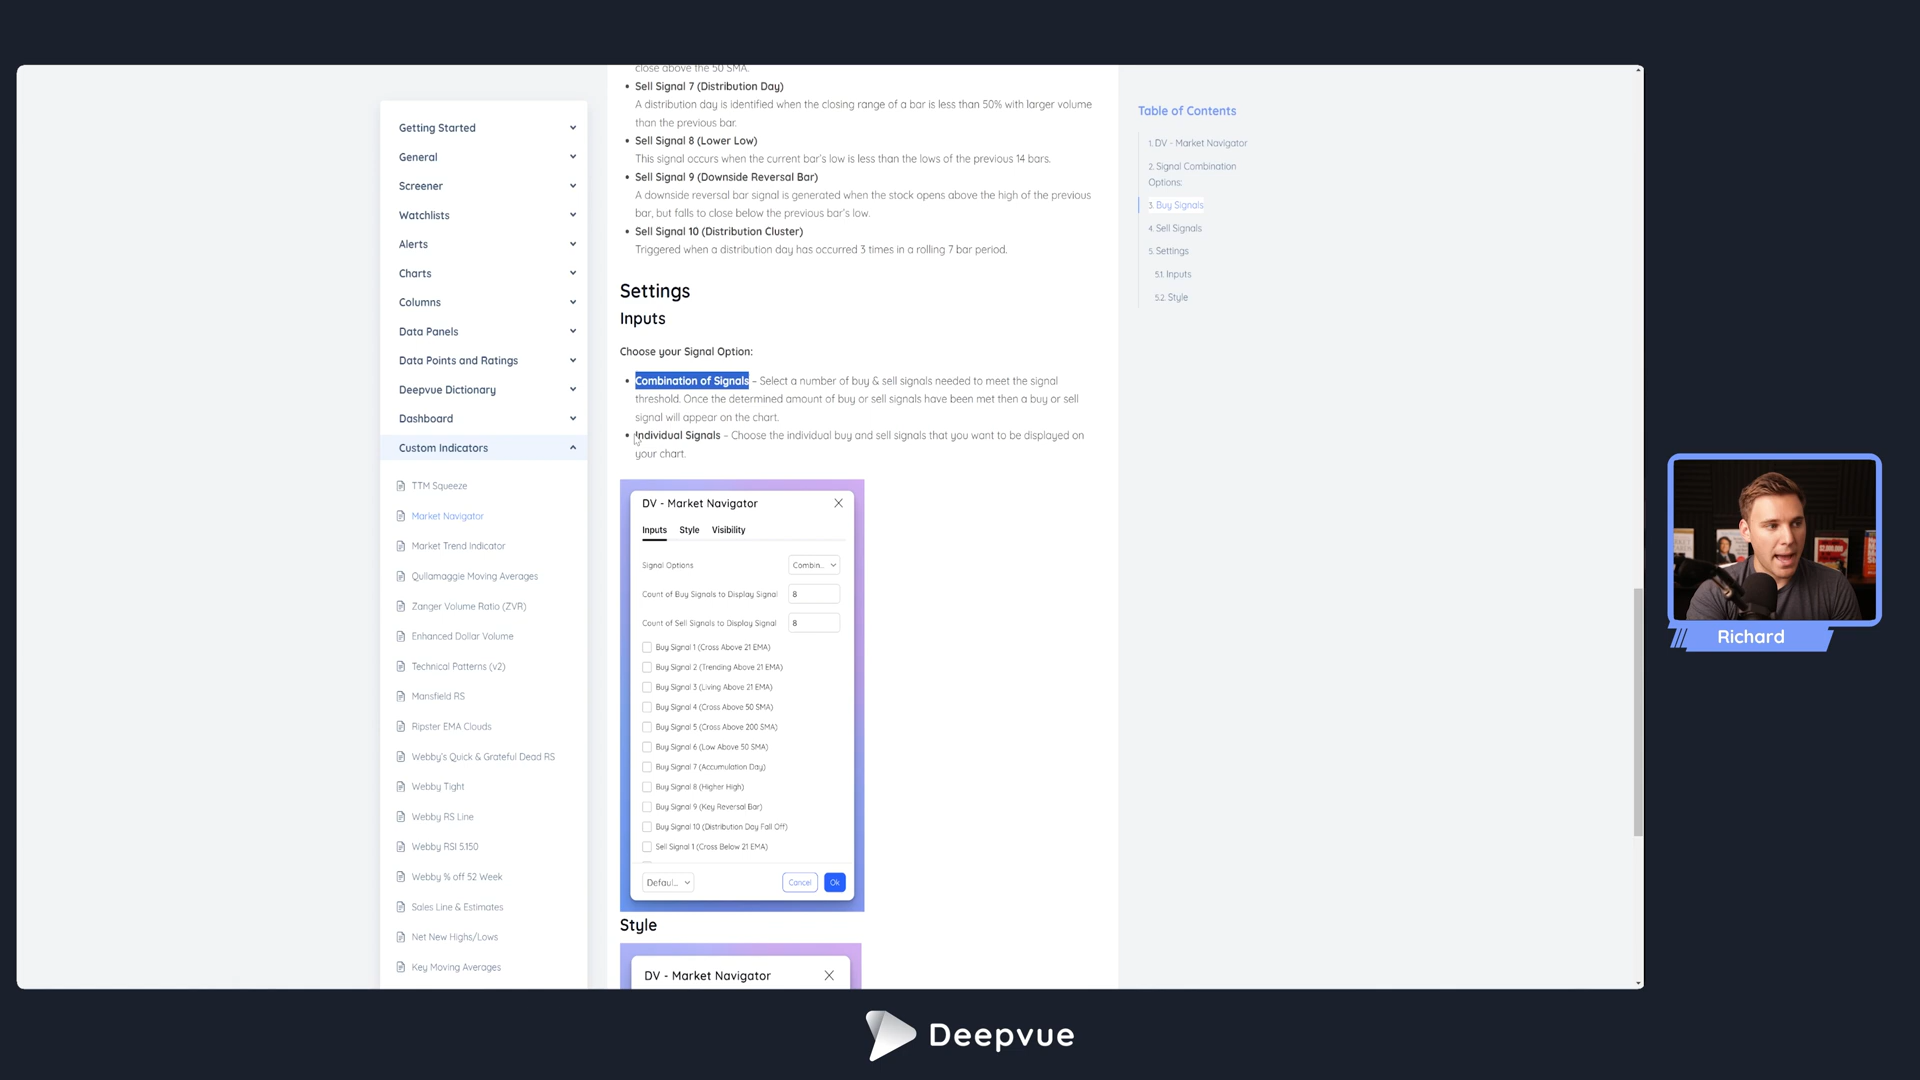 Getting Started
General
Screener
Watchlists
Alerts
Charts
Columns
Data Panels
Data Points and Ratings
Deepvue Dictionary
Dashboard
Custom Indicators
TTM Squeeze
Market Navigator
Market Trend Indicator
Qullamaggie Moving Averages
Zanger Volume Ratio (ZVR)
Enhanced Dollar Volume
Technical Patterns (v2)
Mansfield RS
Ripster EMA Clouds
Webby's Quick & Grateful Dead RS
Webby Tight
Webby RS Line
Webby RSI 5.150
Webby % off 52 Week
Sales Line & Estimates
Net New Highs/Lows
Key Moving Averages
close above the 50 SMA.
• Sell Signal 7 (Distribution Day)
A distribution day is identified when the closing range of a bar is less than 50% with larger volume
than the previous bar.
• Sell Signal 8 (Lower Low)
This signal occurs when the current bar's low is less than the lows of the previous 14 bars.
• Sell Signal 9 (Downside Reversal Bar)
A downside reversal bar signal is generated when the stock opens above the high of the previous
bar, but falls to close below the previous bar's low.
• Sell Signal 10 (Distribution Cluster)
Triggered when a distribution day has occurred 3 times in a rolling 7 bar period.
Settings
Inputs
Choose your Signal Option:
• Combination of Signals – Select a number of buy & sell signals needed to meet the signal
threshold. Once the determined amount of buy or sell signals have been met then a buy or sell
signal will appear on the chart.
• Individual Signals – Choose the individual buy and sell signals that you want to be displayed on
your chart.
DV - Market Navigator
Inputs Style Visibility
Signal Options Combin...
Count of Buy Signals to Display Signal 8
Count of Sell Signals to Display Signal 8
Buy Signal 1 (Cross Above 21 EMA)
Buy Signal 2 (Trending Above 21 EMA)
Buy Signal 3 (Living Above 21 EMA)
Buy Signal 4 (Cross Above 50 SMA)
Buy Signal 5 (Cross Above 200 SMA)
Buy Signal 6 (Low Above 50 SMA)
Buy Signal 7 (Accumulation Day)
Buy Signal 8 (Higher High)
Buy Signal 9 (Key Reversal Bar)
Buy Signal 10 (Distribution Day Fall Off)
Sell Signal 1 (Cross Below 21 EMA)
Defaul... Cancel Ok
Style
DV - Market Navigator
Table of Contents
1. DV - Market Navigator
2. Signal Combination
Options:
3. Buy Signals
4. Sell Signals
5. Settings
5.1. Inputs
5.2. Style
Richard
Deepvue